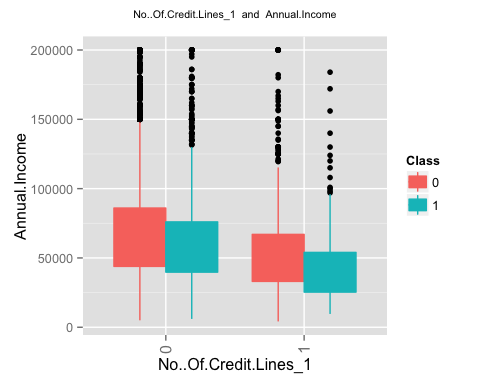 No..Of.Credit.Lines_1 and Annual.Income
200000
150000
100000
50000
0
Annual.Income
0
1
No..Of.Credit.Lines_1
Class
0
1